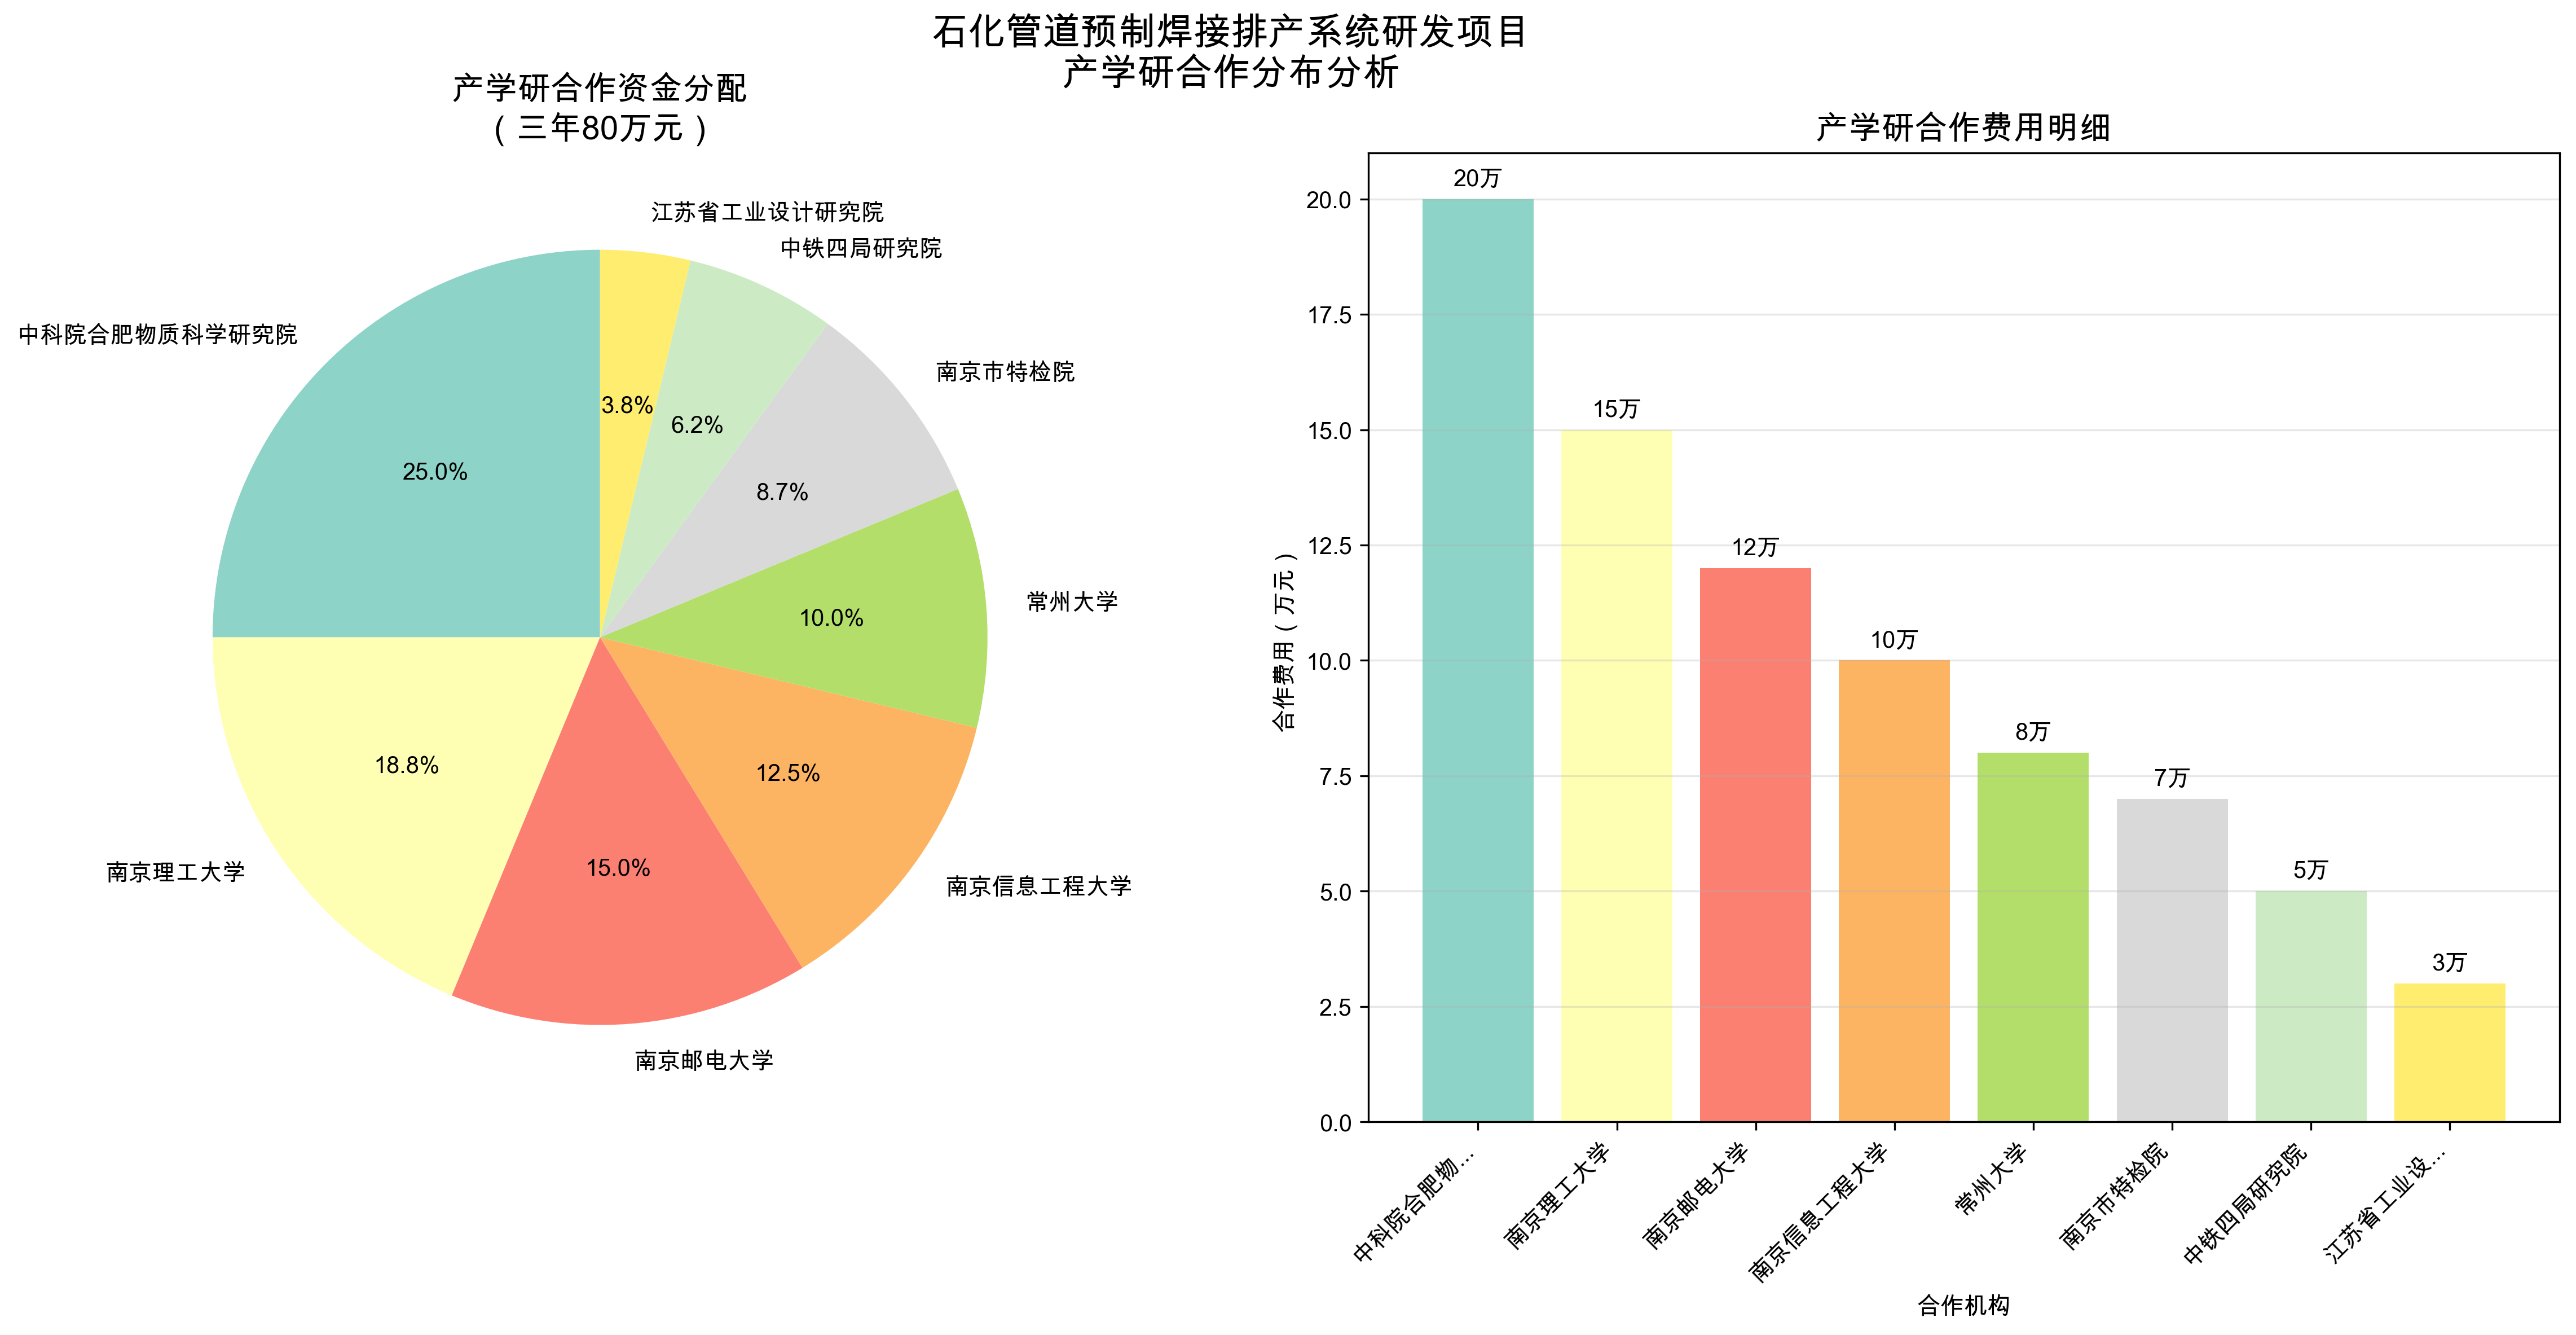 石化管道预制焊接排产系统研发项目
产学研合作分布分析
产学研合作资金分配
（三年80万元）
江苏省工业设计研究院
中铁四局研究院
中科院合肥物质科学研究院
南京市特检院
3.8%
6.2%
25.0%
8.7%
常州大学
10.0%
18.8%
12.5%
南京理工大学
15.0%
南京信息工程大学
南京邮电大学
产学研合作费用明细
合作费用（万元）
20.0
17.5
15.0
12.5
10.0
7.5
5.0
2.5
0.0
20万
15万
12万
10万
8万
7万
5万
3万
中科院合肥物...
南京理工大学
南京邮电大学
南京信息工程大学
常州大学
南京市特检院
中铁四局研究院
江苏省工业设...
合作机构